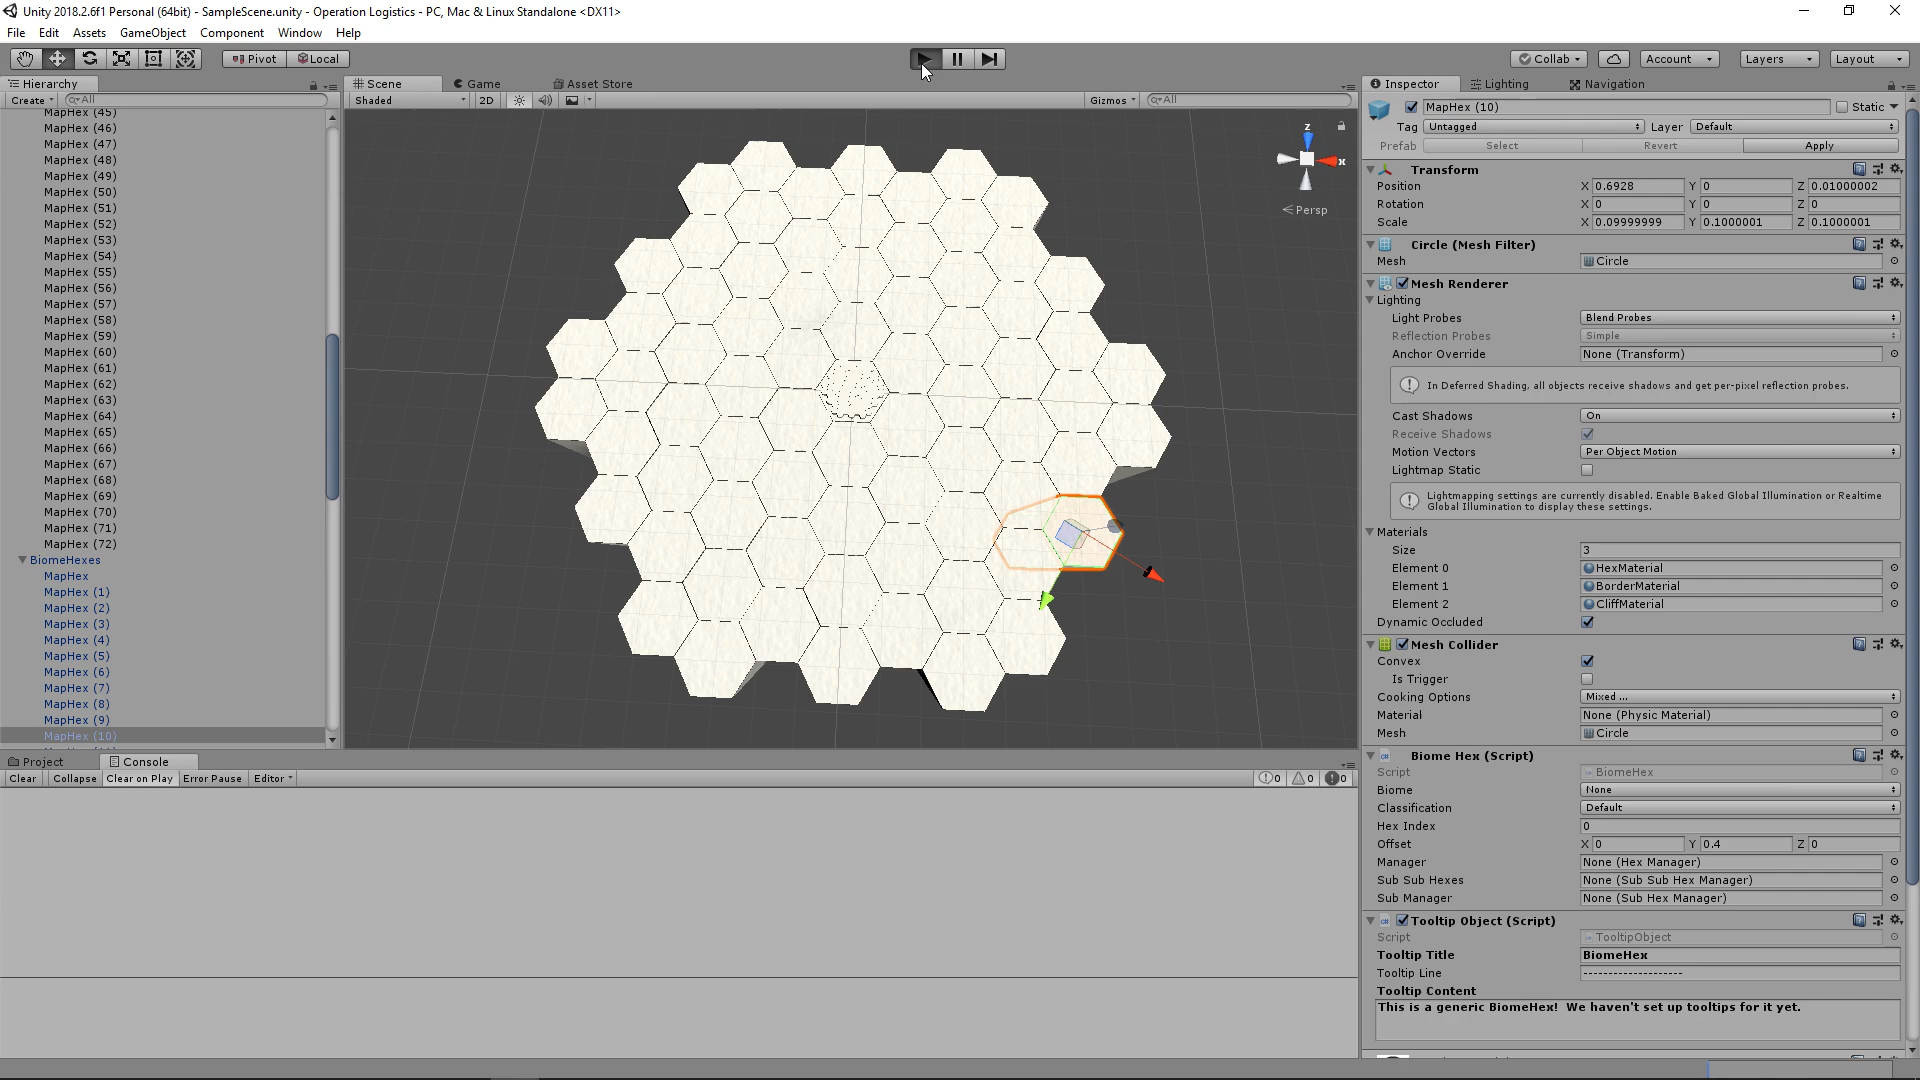 Unity 2018.2.6f1 Personal (64bit) - SampleScene.unity - Operation Logistics - PC, Mac & Linux Standalone <DX11>
File Edit Assets GameObject Component Window Help
Pivot Local Collab Account Layers Layout
Hierarchy
Create All
MapHex (45)
MapHex (46)
MapHex (47)
MapHex (48)
MapHex (49)
MapHex (50)
MapHex (51)
MapHex (52)
MapHex (53)
MapHex (54)
MapHex (55)
MapHex (56)
MapHex (57)
MapHex (58)
MapHex (59)
MapHex (60)
MapHex (61)
MapHex (62)
MapHex (63)
MapHex (64)
MapHex (65)
MapHex (66)
MapHex (67)
MapHex (68)
MapHex (69)
MapHex (70)
MapHex (71)
MapHex (72)
BiomeHexes
MapHex
MapHex (1)
MapHex (2)
MapHex (3)
MapHex (4)
MapHex (5)
MapHex (6)
MapHex (7)
MapHex (8)
MapHex (9)
MapHex (10)
Scene Game Asset Store
Shaded 2D Gizmos All
z
x
Persp
Project Console
Clear Collapse Clear on Play Error Pause Editor 0 0 0
Inspector Lighting Navigation
MapHex (10) Static
Tag Untagged Layer Default
Prefab Select Revert Apply
Transform
Position X 0.6928 Y 0 Z 0.01000002
Rotation X 0 Y 0 Z 0
Scale X 0.09999999 Y 0.1000001 Z 0.1000001
Circle (Mesh Filter)
Mesh Circle
Mesh Renderer
Lighting
Light Probes Blend Probes
Reflection Probes Simple
Anchor Override None (Transform)
In Deferred Shading, all objects receive shadows and get per-pixel reflection probes.
Cast Shadows On
Receive Shadows
Motion Vectors Per Object Motion
Lightmap Static
Lightmapping settings are currently disabled. Enable Baked Global Illumination or Realtime
Global Illumination to display these settings.
Materials
Size 3
Element 0 HexMaterial
Element 1 BorderMaterial
Element 2 CliffMaterial
Dynamic Occluded
Mesh Collider
Convex
Is Trigger
Cooking Options Mixed ...
Material None (Physic Material)
Mesh Circle
Biome Hex (Script)
Script BiomeHex
Biome None
Classification Default
Hex Index 0
Offset X 0 Y 0.4 Z 0
Manager None (Hex Manager)
Sub Sub Hexes None (Sub Sub Hex Manager)
Sub Manager None (Sub Hex Manager)
Tooltip Object (Script)
Script TooltipObject
Tooltip Title BiomeHex
Tooltip Line --------------------
Tooltip Content
This is a generic BiomeHex!  We haven't set up tooltips for it yet.